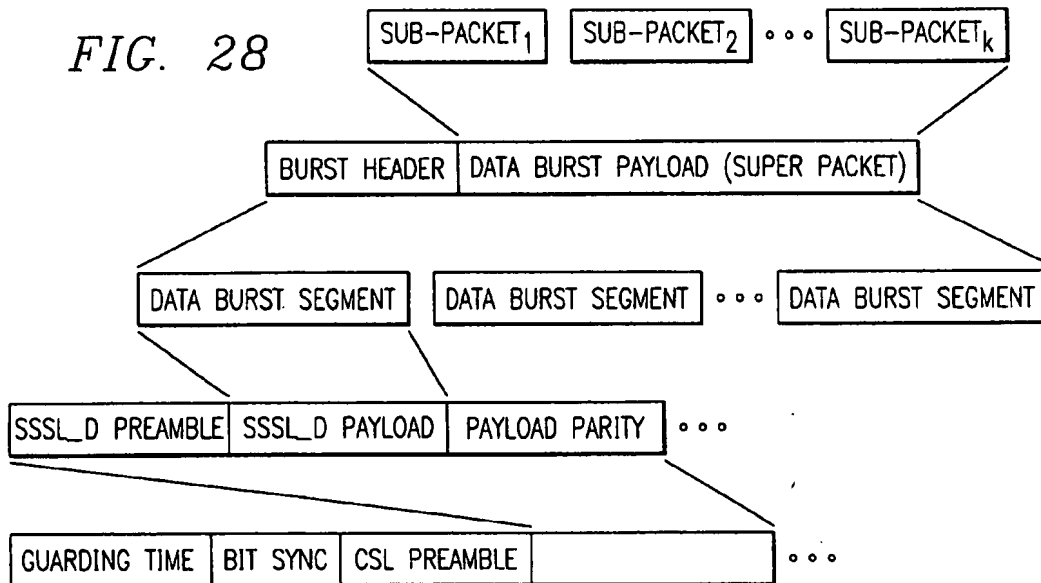 FIG. 28
SUB-PACKET1 SUB-PACKET2 ∘∘∘ SUB-PACKETk
BURST HEADER DATA BURST PAYLOAD (SUPER PACKET)
DATA BURST SEGMENT DATA BURST SEGMENT ∘∘∘ DATA BURST SEGMENT
SSSL_D PREAMBLE SSSL_D PAYLOAD PAYLOAD PARITY ∘∘∘
GUARDING TIME BIT SYNC CSL PREAMBLE ∘∘∘